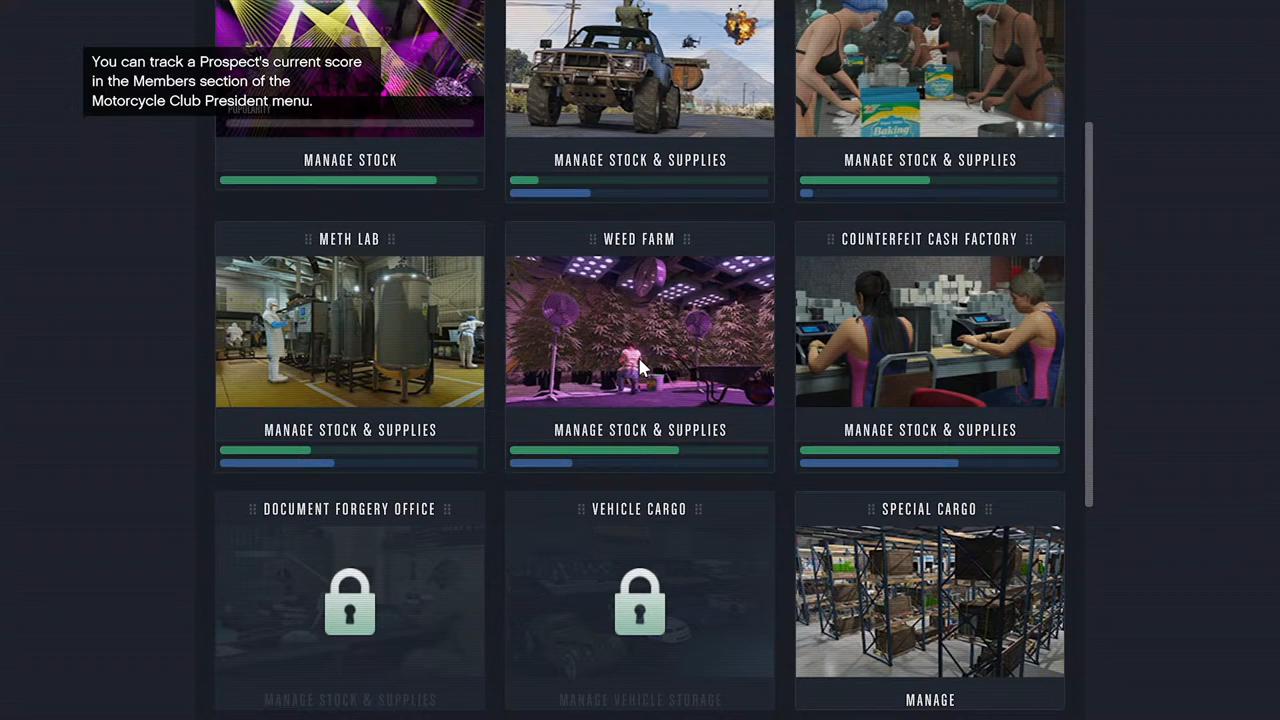 You can track a Prospect's current score
in the Members section of the
Motorcycle Club President menu.
POPULARITY
Baking
MANAGE STOCK
MANAGE STOCK & SUPPLIES
MANAGE STOCK & SUPPLIES
METH LAB
WEED FARM
COUNTERFEIT CASH FACTORY
MANAGE STOCK & SUPPLIES
MANAGE STOCK & SUPPLIES
MANAGE STOCK & SUPPLIES
DOCUMENT FORGERY OFFICE
VEHICLE CARGO
SPECIAL CARGO
MANAGE STOCK & SUPPLIES
MANAGE VEHICLE STORAGE
MANAGE